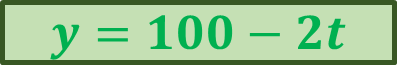 y = 100 − 2t